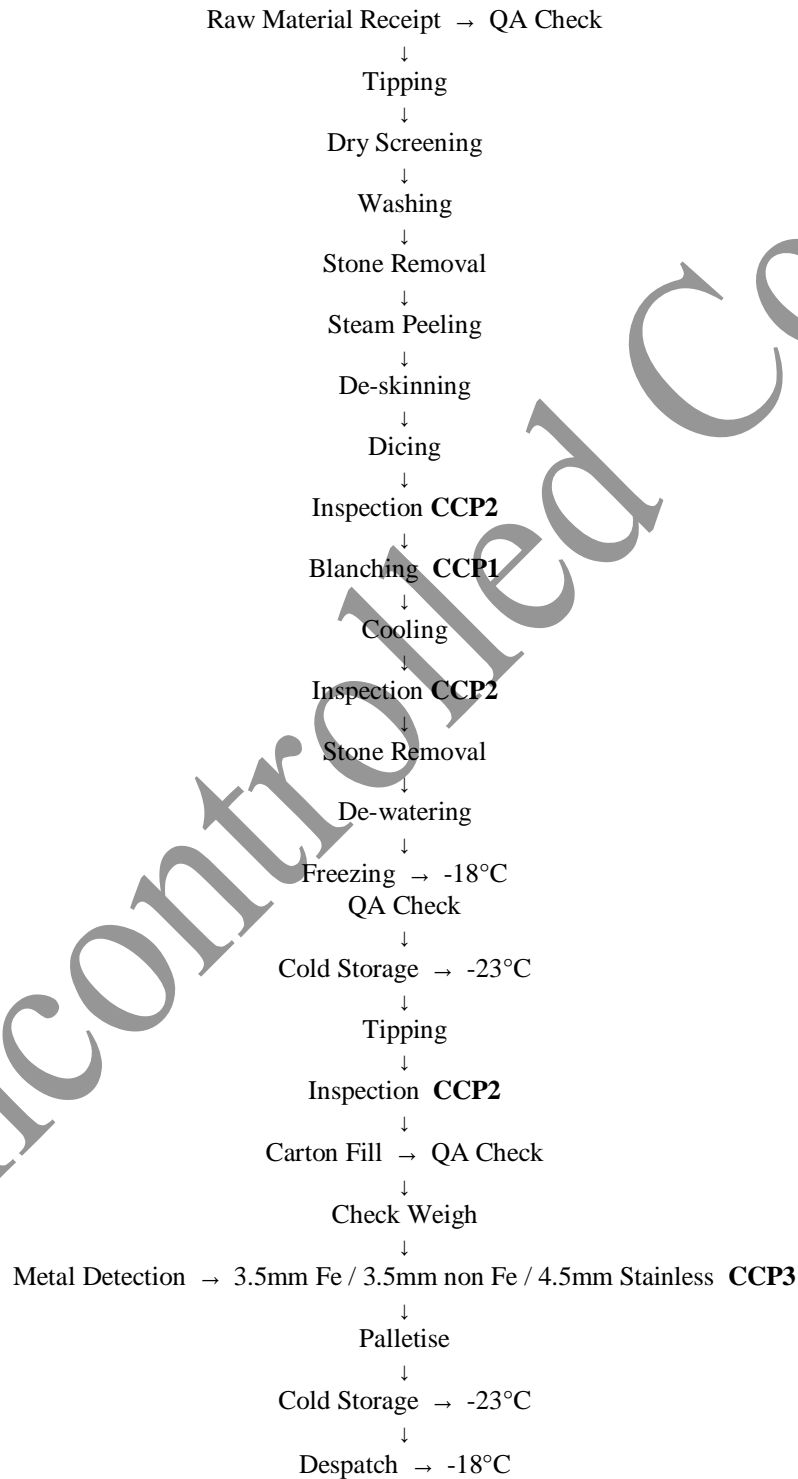 Raw Material Receipt → QA Check
↓
Tipping
↓
Dry Screening
↓
Washing
↓
Stone Removal
↓
Steam Peeling
↓
De-skinning
↓
Dicing
↓
Inspection CCP2
↓
Blanching CCP1
↓
Cooling
↓
Inspection CCP2
↓
Stone Removal
↓
De-watering
↓
Freezing → -18°C
QA Check
↓
Cold Storage → -23°C
↓
Tipping
↓
Inspection CCP2
↓
Carton Fill → QA Check
↓
Check Weigh
↓
Metal Detection → 3.5mm Fe / 3.5mm non Fe / 4.5mm Stainless CCP3
↓
Palletise
↓
Cold Storage → -23°C
↓
Despatch → -18°C
ncontrolled Co